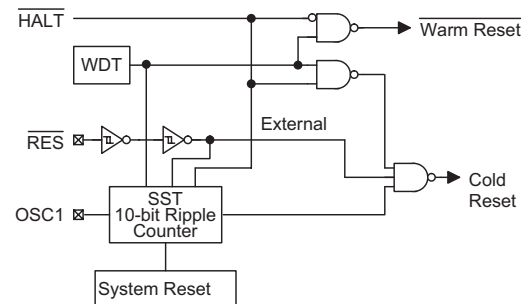 HALT
Warm Reset
WDT
External
RES
SST
10-bit Ripple
Counter
OSC1
Cold
Reset
System Reset